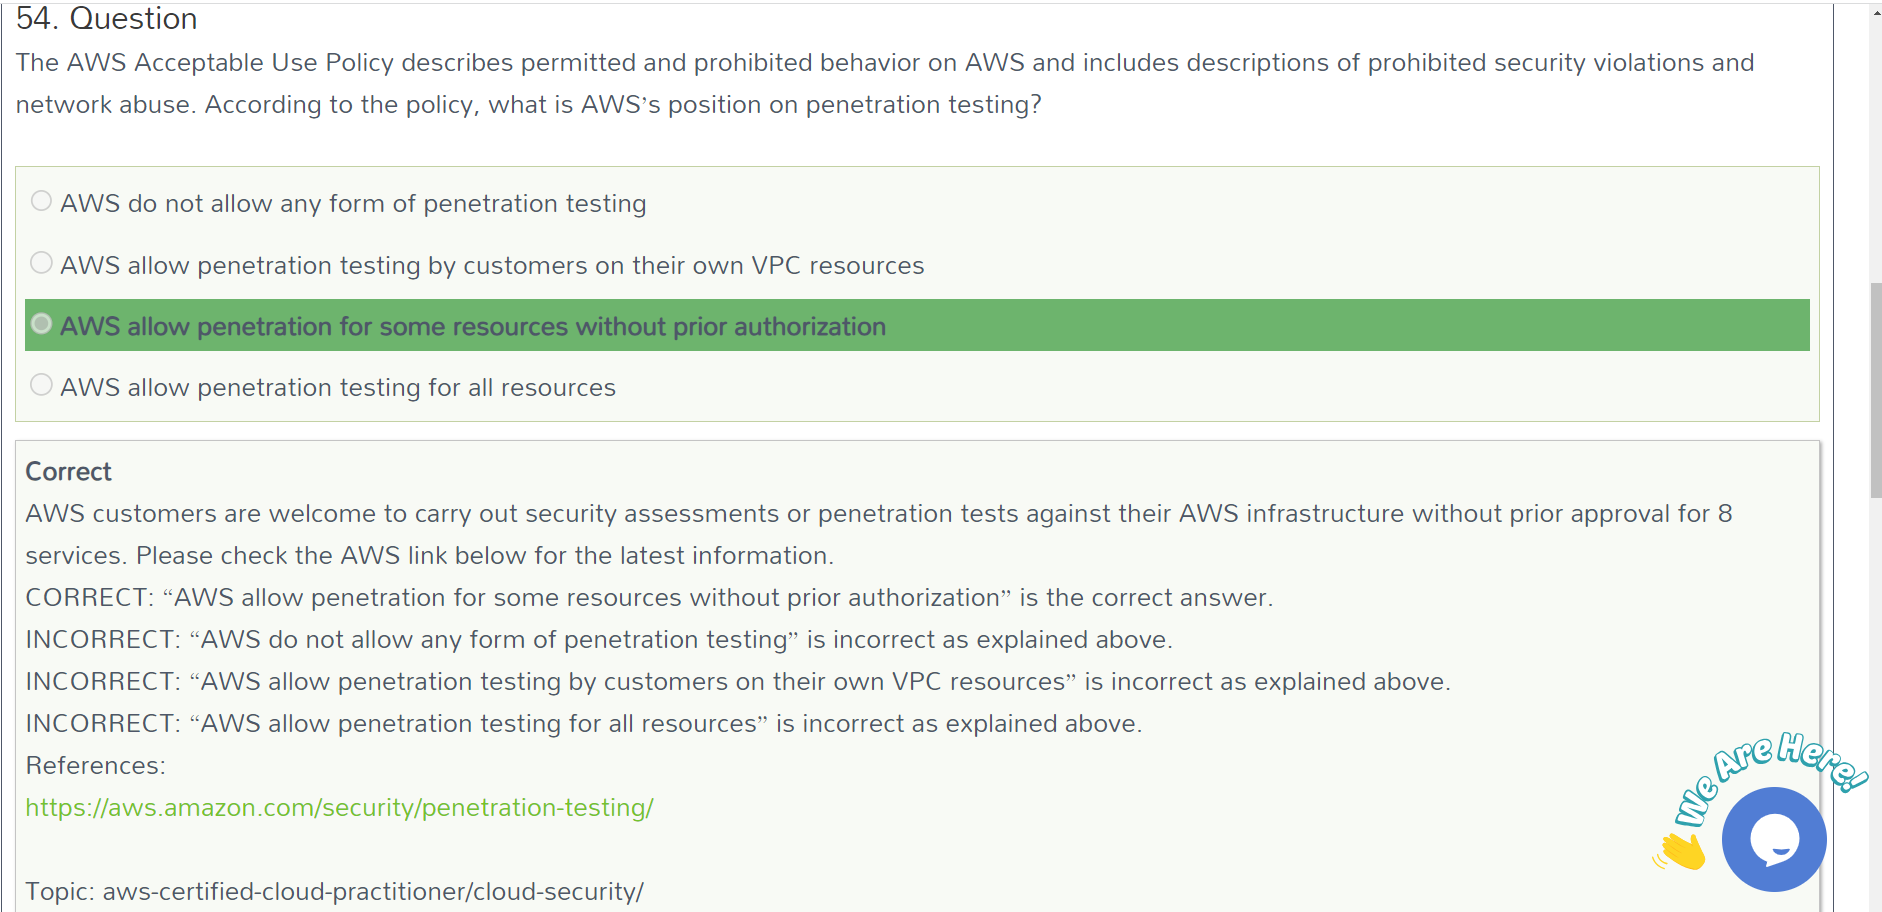 54. Question
The AWS Acceptable Use Policy describes permitted and prohibited behavior on AWS and includes descriptions of prohibited security violations and
network abuse. According to the policy, what is AWS’s position on penetration testing?
AWS do not allow any form of penetration testing
AWS allow penetration testing by customers on their own VPC resources
AWS allow penetration for some resources without prior authorization
AWS allow penetration testing for all resources
Correct
AWS customers are welcome to carry out security assessments or penetration tests against their AWS infrastructure without prior approval for 8
services. Please check the AWS link below for the latest information.
CORRECT: “AWS allow penetration for some resources without prior authorization” is the correct answer.
INCORRECT: “AWS do not allow any form of penetration testing” is incorrect as explained above.
INCORRECT: “AWS allow penetration testing by customers on their own VPC resources” is incorrect as explained above.
INCORRECT: “AWS allow penetration testing for all resources” is incorrect as explained above.
References:
https://aws.amazon.com/security/penetration-testing/
We Are Here!
Topic: aws-certified-cloud-practitioner/cloud-security/